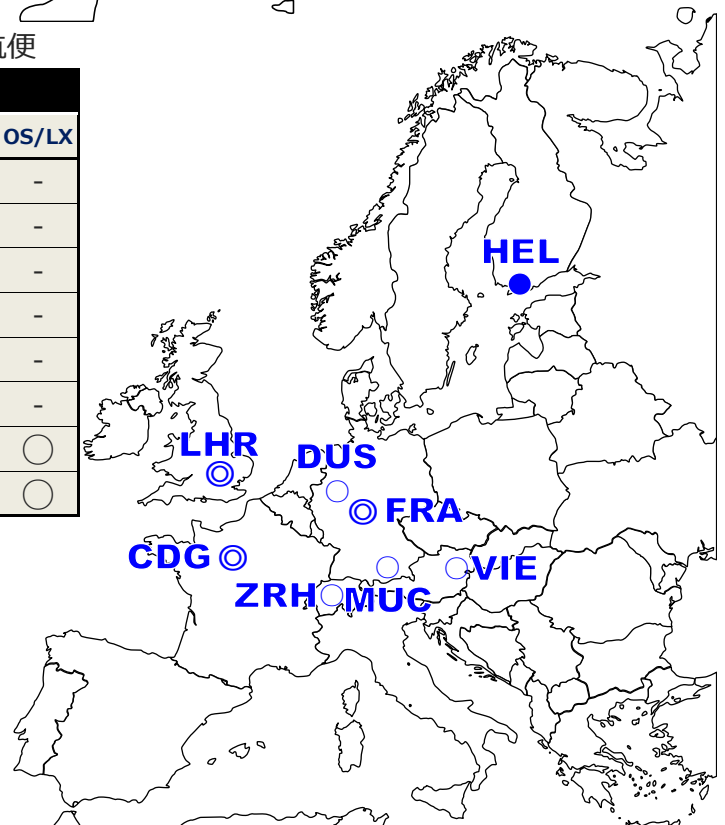 航便
OS/LX
-
-
-
-
-
-
○
○
HEL
LHR
DUS
FRA
CDG
VIE
ZRH
MUC